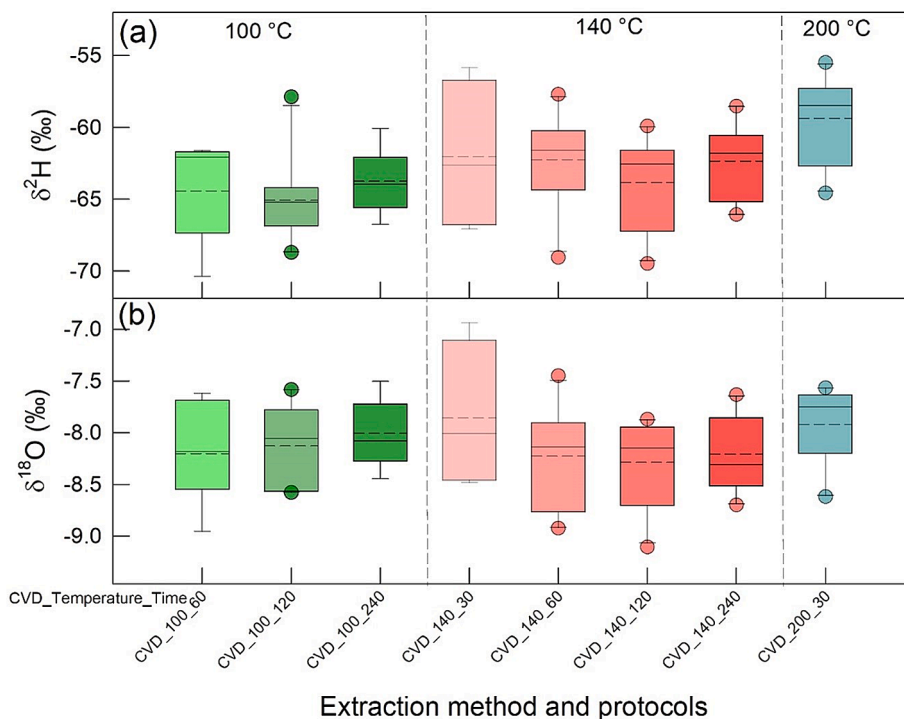 (a)
100 °C
140 °C
200 °C
δ²H (‰)
-55
-60
-65
-70
(b)
δ¹⁸O (‰)
-7.0
-7.5
-8.0
-8.5
-9.0
CVD_Temperature_Time
CVD_100_60
CVD_100_120
CVD_100_240
CVD_140_30
CVD_140_60
CVD_140_120
CVD_140_240
CVD_200_30
Extraction method and protocols